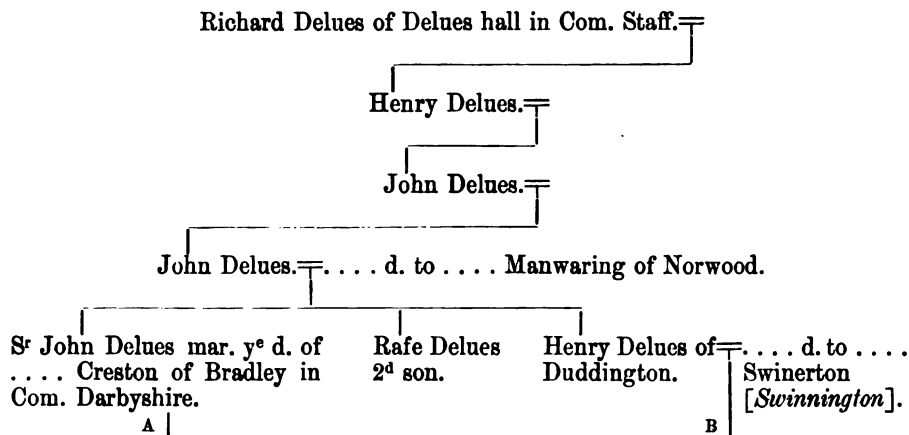 Richard Delues of Delues hall in Com. Staff.
Henry Delues.
John Delues.
John Delues. . . . . d. to . . . . Manwaring of Norwood.
Sr John Delues mar. ye d. of
. . . . Creston of Bradley in
Com. Darbyshire.
Rafe Delues
2d son.
Henry Delues of
Duddington.
. . . . d. to . . . .
Swinerton
[Swinnington].
A
B